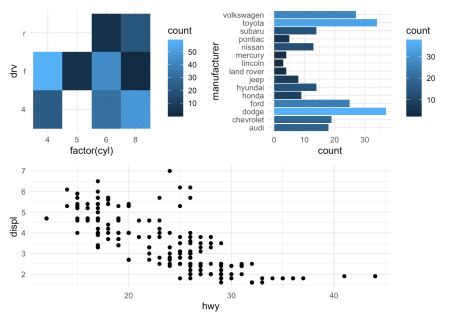 r
f
4
drv
4
5
6
8
factor(cyl)
count
50
40
30
20
10
volkswagen
toyota
subaru
pontiac
nissan
mercury
lincoln
land rover
jeep
hyundai
honda
ford
dodge
chevrolet
audi
manufacturer
0
10
20
30
count
count
30
20
10
7
6
5
4
3
2
displ
20
30
40
hwy